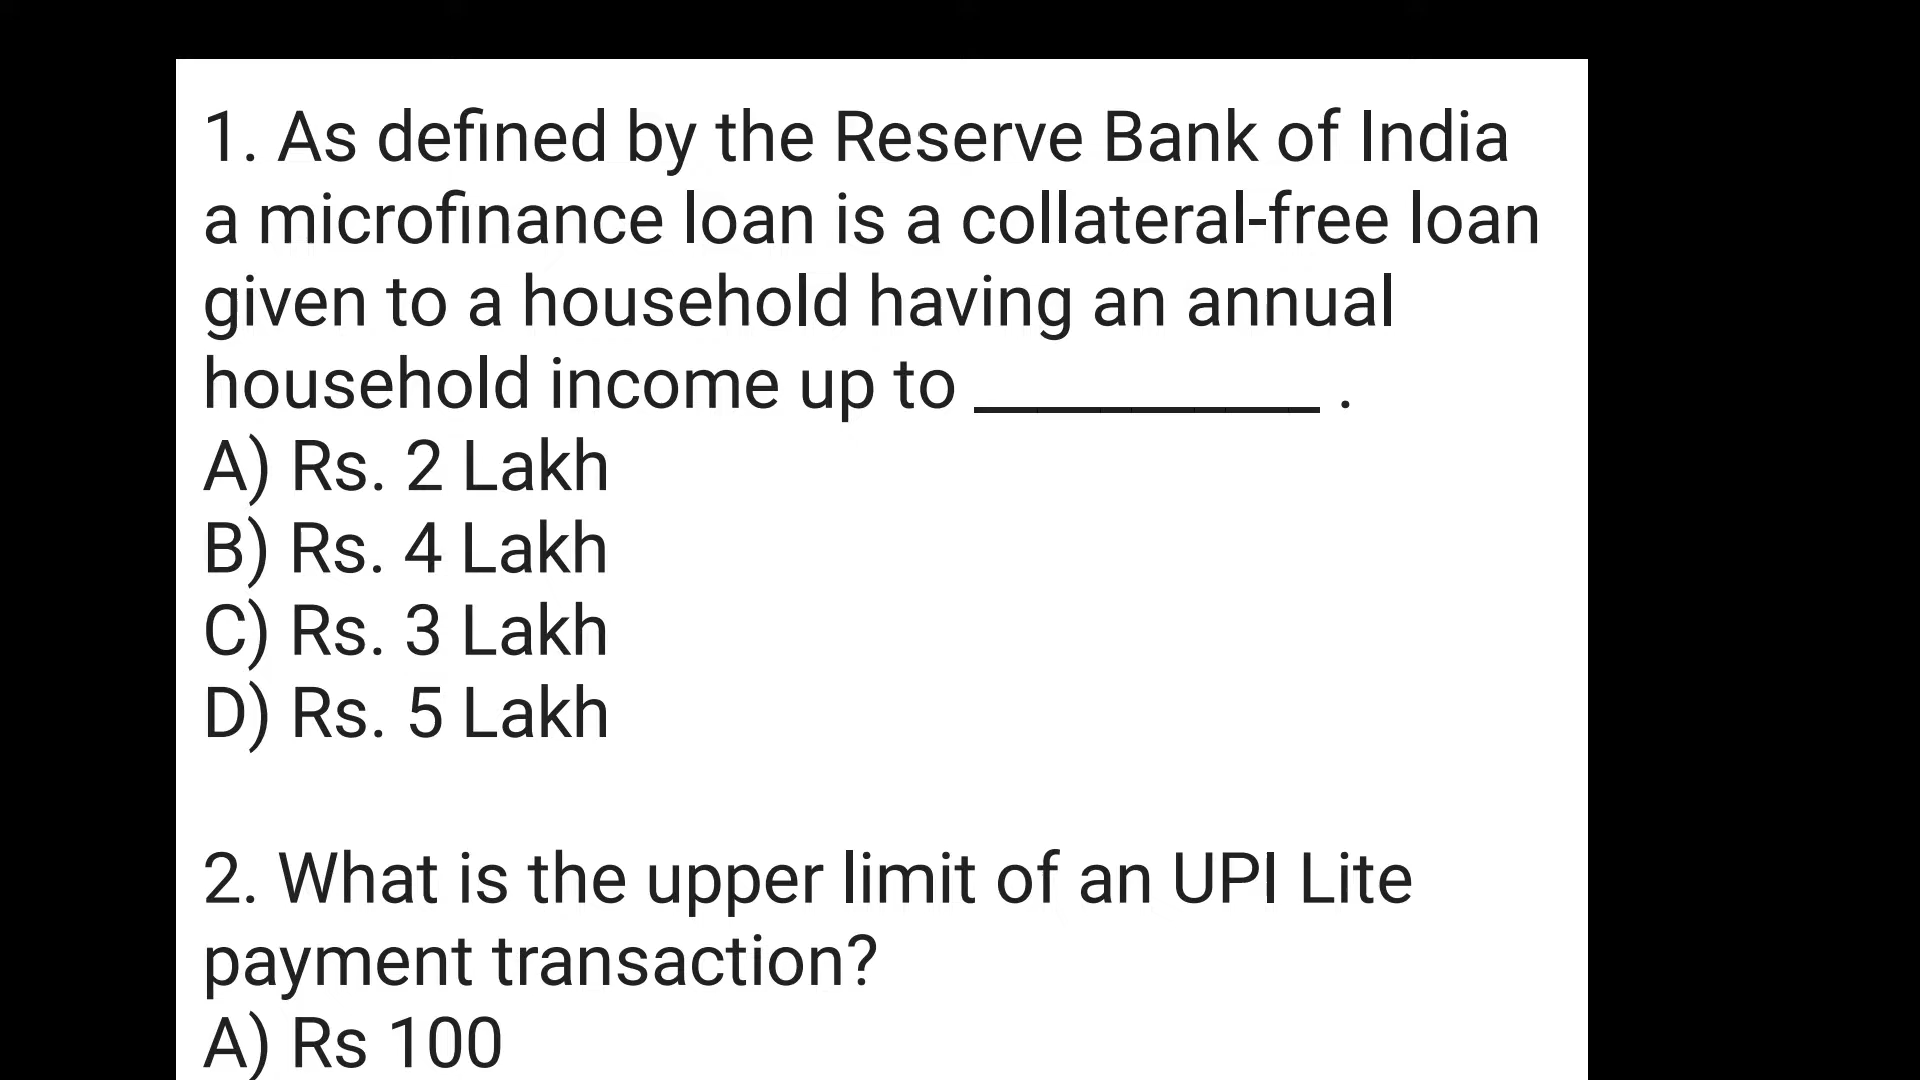 1. As defined by the Reserve Bank of India
a microfinance loan is a collateral-free loan
given to a household having an annual
household income up to ___________ .
A) Rs. 2 Lakh
B) Rs. 4 Lakh
C) Rs. 3 Lakh
D) Rs. 5 Lakh
2. What is the upper limit of an UPI Lite
payment transaction?
A) Rs 100